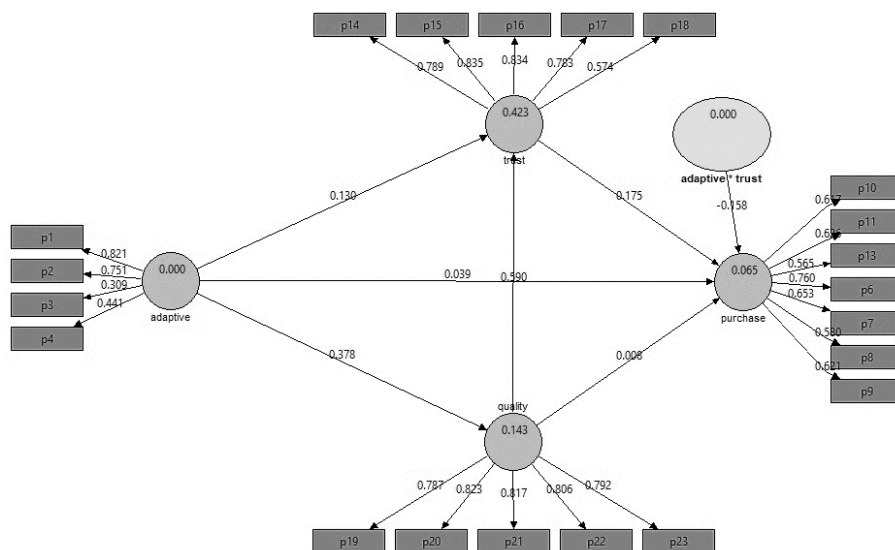 p14 p15 p16 p17 p18
0.789 0.835 0.834 0.783 0.574
0.423
trust
0.000
adaptive * trust
-0.158
0.130
0.175
p10
p11
p13
p6
p7
p8
p9
0.565
0.760
0.653
0.621
0.065
purchase
p1
p2
p3
p4
0.821
0.751
0.309
0.441
0.000
adaptive
0.039
0.590
0.378
quality
0.143
0.787 0.823 0.817 0.806 0.792
p19 p20 p21 p22 p23